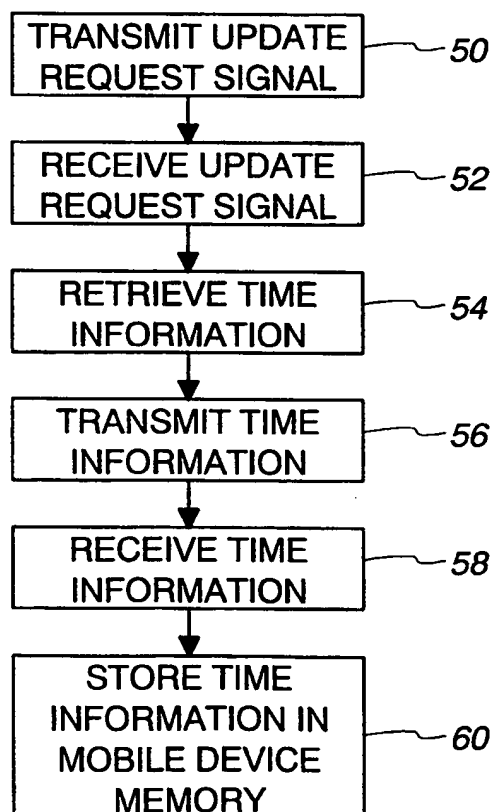 TRANSMIT UPDATE
REQUEST SIGNAL
50
RECEIVE UPDATE
REQUEST SIGNAL
52
RETRIEVE TIME
INFORMATION
54
TRANSMIT TIME
INFORMATION
56
RECEIVE TIME
INFORMATION
58
STORE TIME
INFORMATION IN
MOBILE DEVICE
MEMORY
60